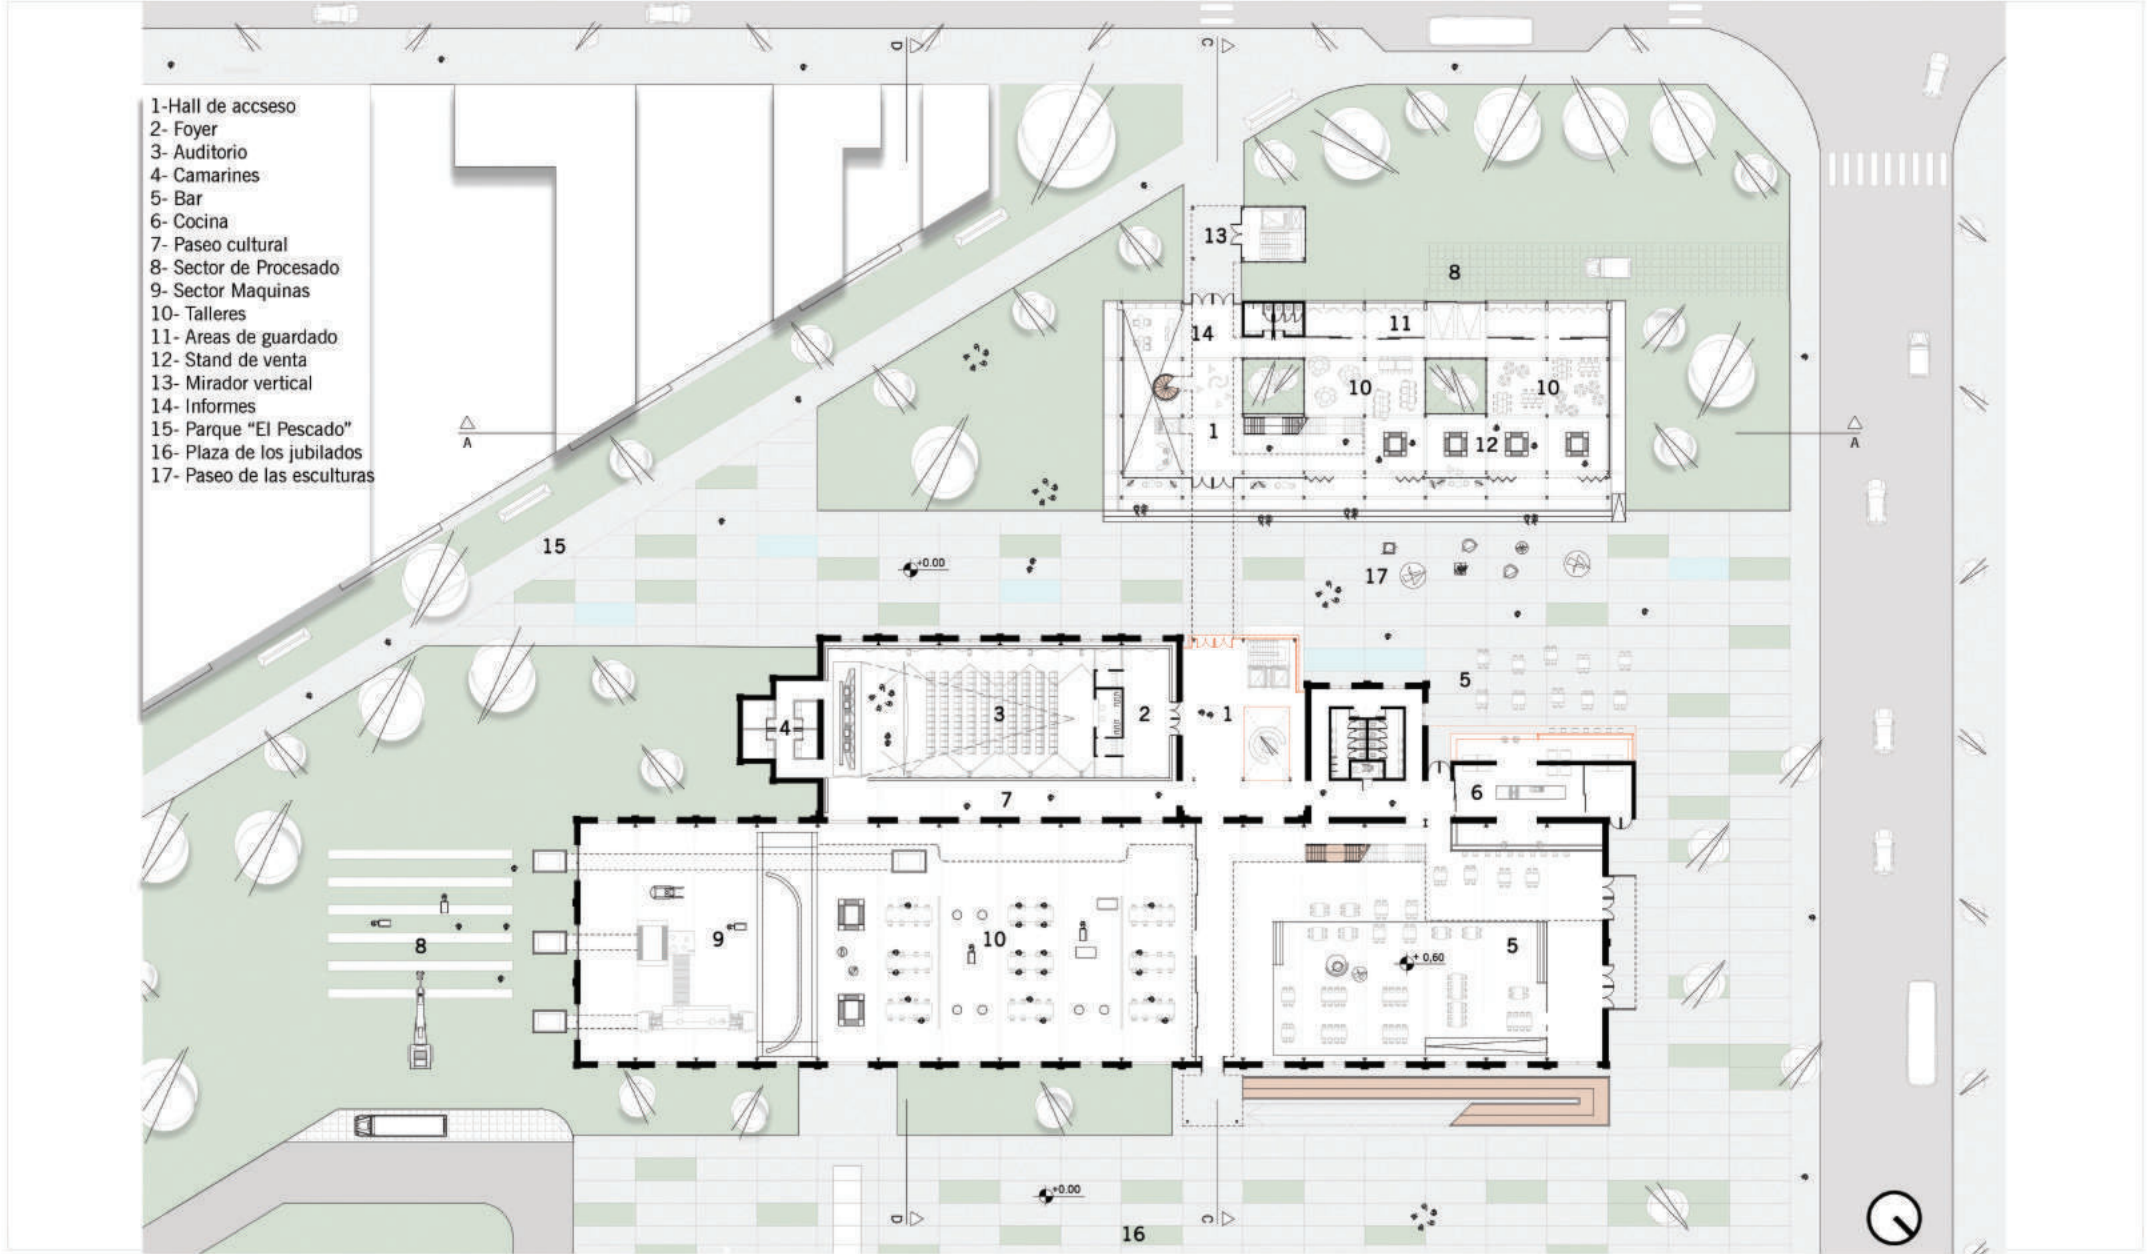 D
C
1-Hall de accseso
2- Foyer
3- Auditorio
4- Camarines
5- Bar
6- Cocina
7- Paseo cultural
8- Sector de Procesado
9- Sector Maquinas
10- Talleres
11- Areas de guardado
12- Stand de venta
13- Mirador vertical
14- Informes
15- Parque “El Pescado”
16- Plaza de los jubilados
17- Paseo de las esculturas
13
8
14
11
10
10
A
1
12
A
15
+0.00
17
5
4
3
2
1
7
6
8
9
10
5
+ 0,60
+0.00
D
C
16